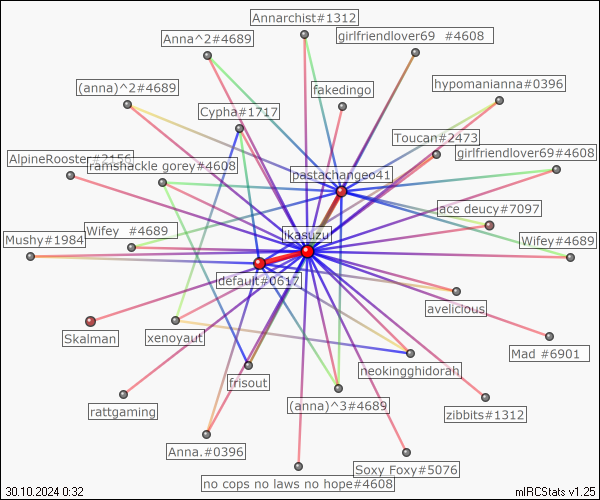 Annarchist#1312
girlfriendlover69 #4608
Anna^2#4689
(anna)^2#4689
fakedingo
hypomanianna#0396
Cypha#1717
Toucan#2473
AlpineRooster#2156
ramshackle gorey#4608
girlfriendlover69#4608
pastachangeo41
ace deucy#7097
Wifey #4689
Mushy#1984
ikasuzu
Wifey#4689
default#0617
avelicious
Skalman
xenoyaut
Mad #6901
frisout
neokingghidorah
rattgaming
(anna)^3#4689
zibbits#1312
Anna.#0396
Soxy Foxy#5076
no cops no laws no hope#4608
30.10.2024 0:32
mIRCStats v1.25